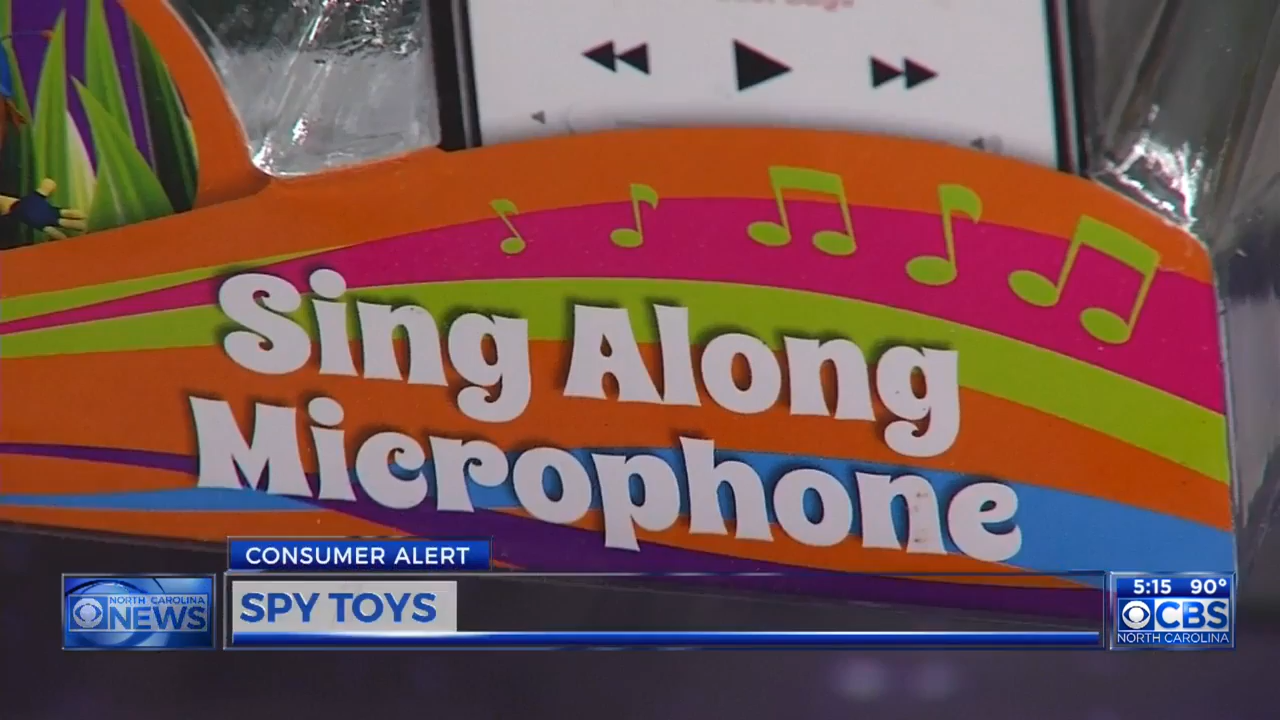 Sing Along
Microphone
CONSUMER ALERT
SPY TOYS
NORTH CAROLINA
NEWS
5:15 90°
CBS
NORTH CAROLINA